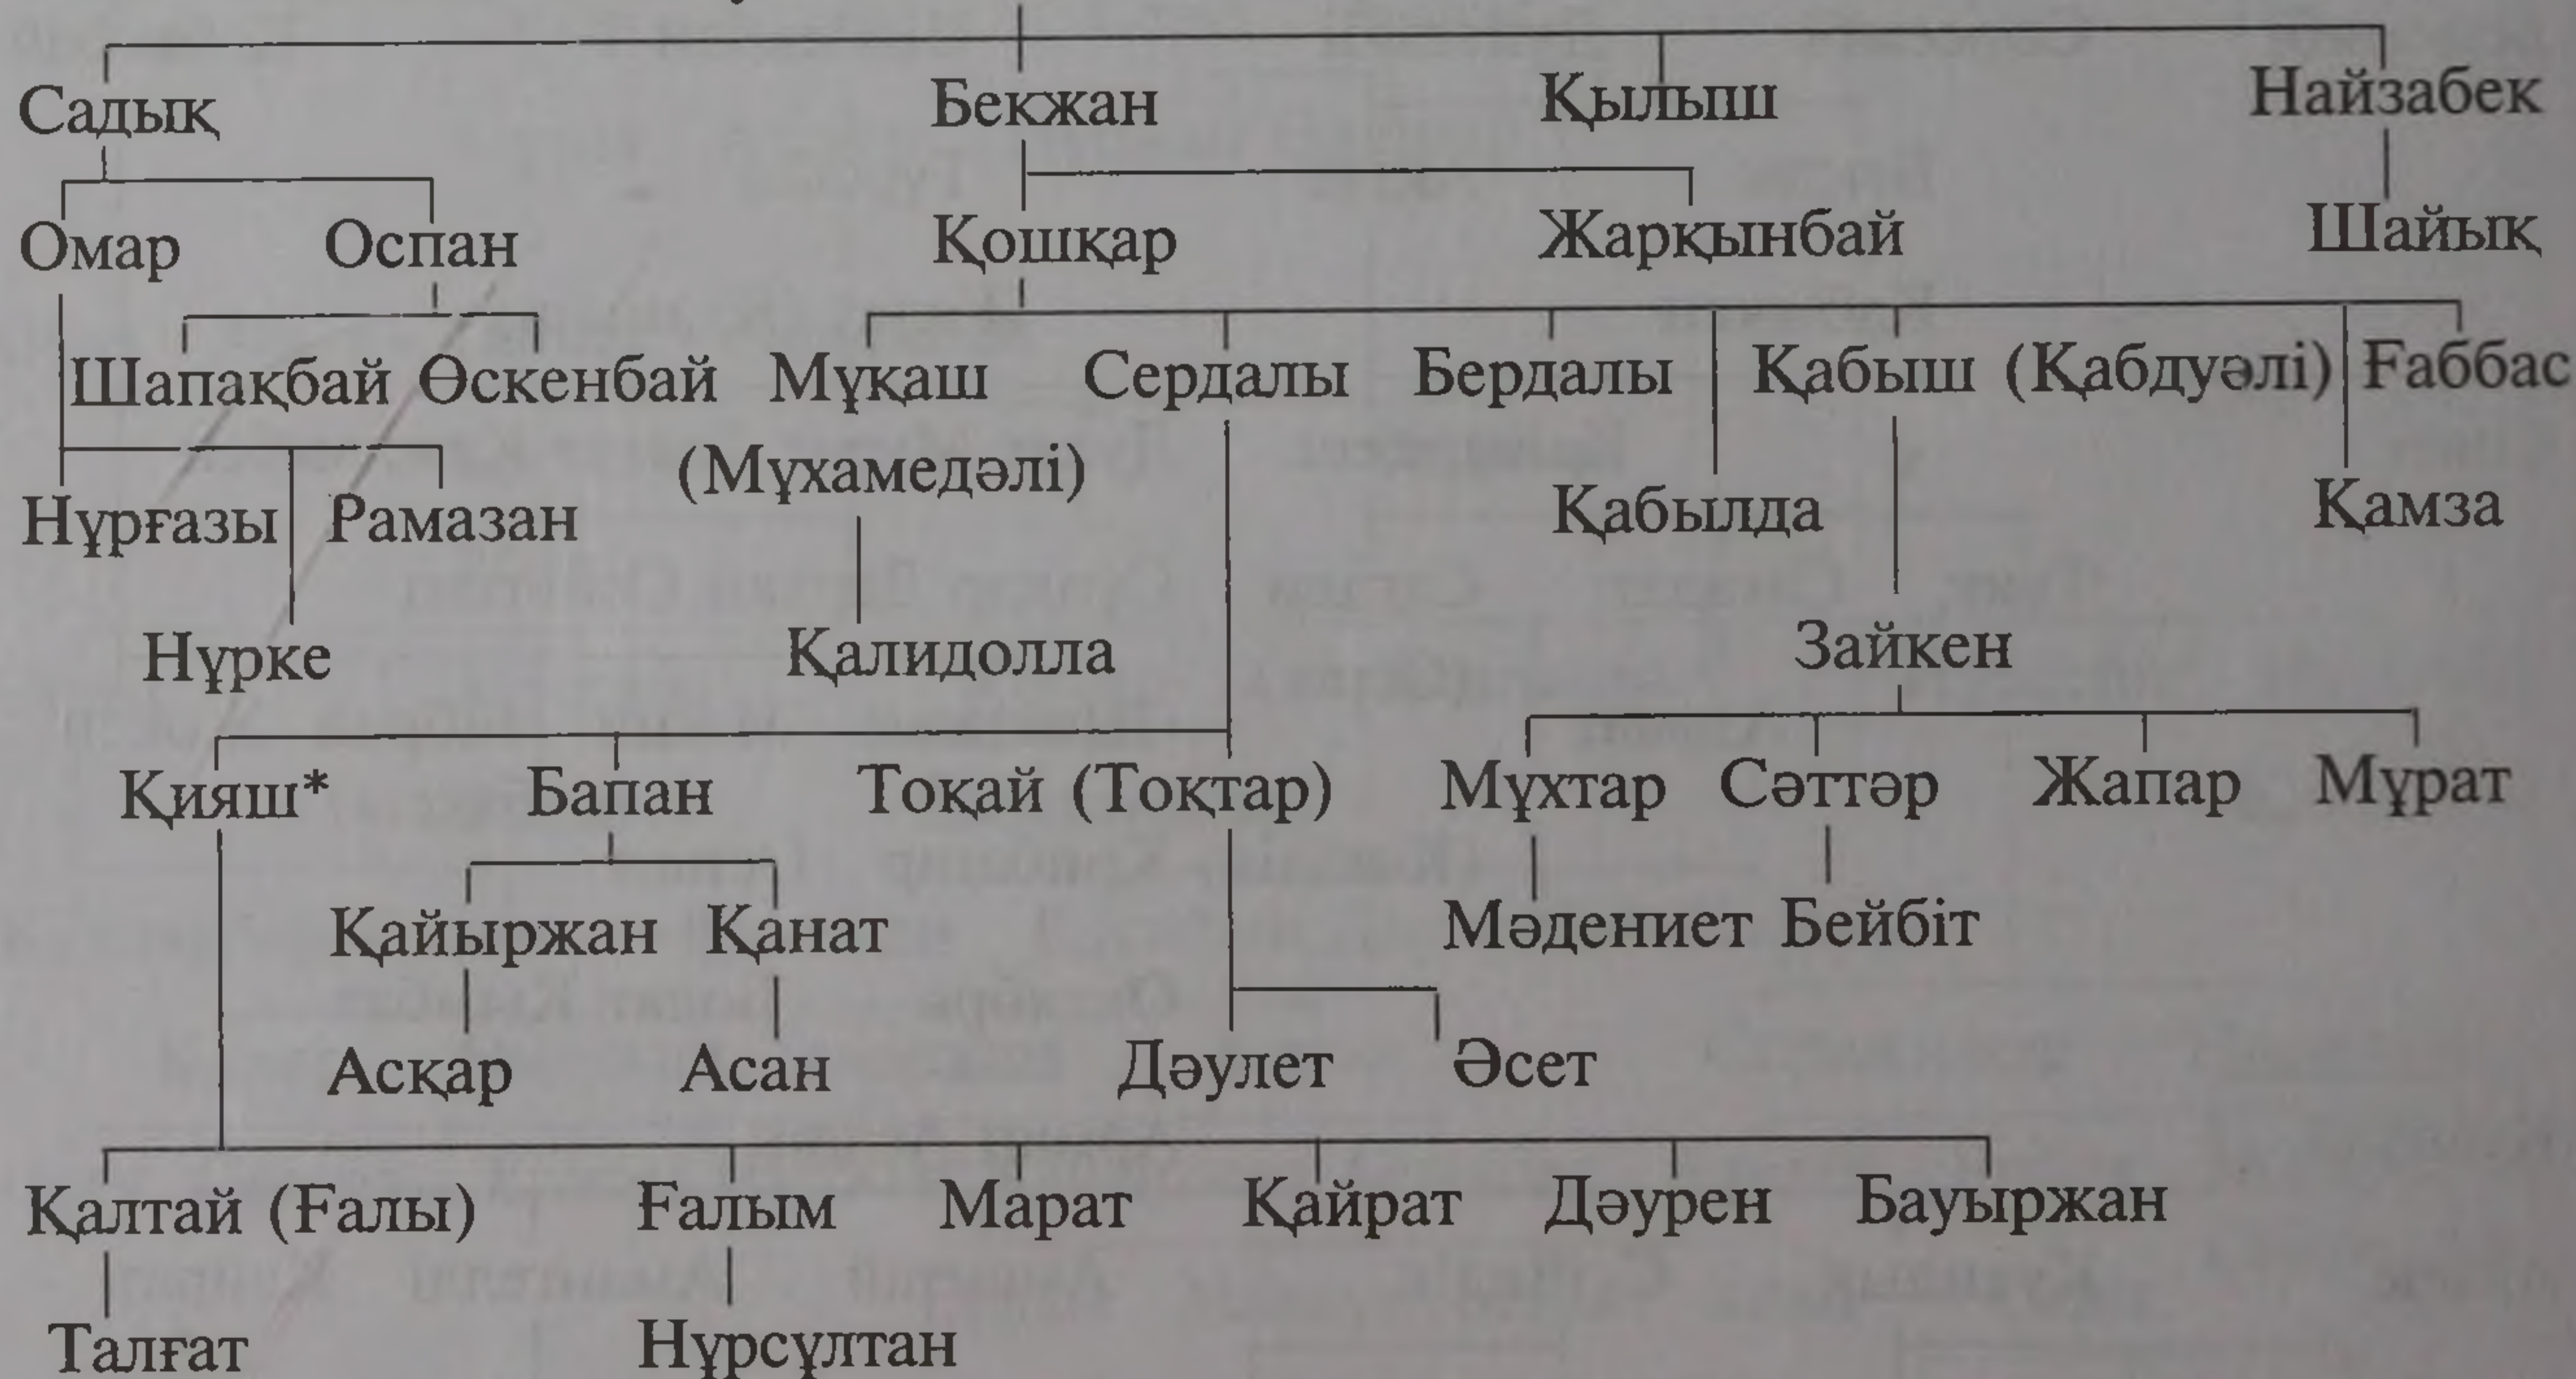 Садық Бекжан Қылыш Найзабек
Омар Оспан Қошқар Жарқынбай Шайық
Шапақбай Өскенбай Мұқаш Сердалы Бердалы Қабыш (Қабдуәлі) Ғаббас
(Мұхамедәлі)
Нұрғазы Рамазан Қабылда Қамза
Нұрке Қалидолла Зайкен
Қияш* Бапан Тоқай (Тоқтар) Мұхтар Сәттәр Жапар Мұрат
Қайыржан Қанат Мәдениет Бейбіт
Асқар Асан Дәулет Әсет
Қалтай (Ғалы) Ғалым Марат Қайрат Дәурен Бауыржан
Талғат Нұрсұлтан